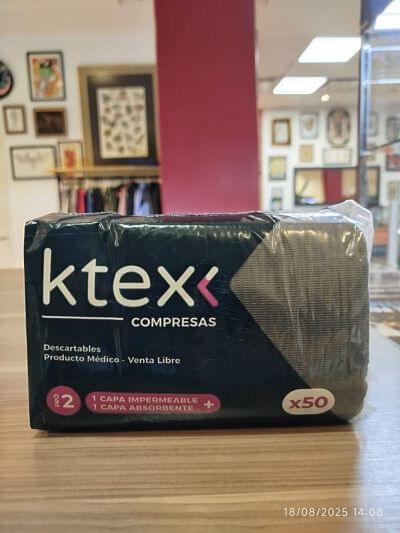 ktex
COMPRESAS
Descartables
Producto Médico - Venta Libre
PRO 2
1 CAPA IMPERMEABLE
1 CAPA ABSORBENTE +
x50
18/08/2025 14:08